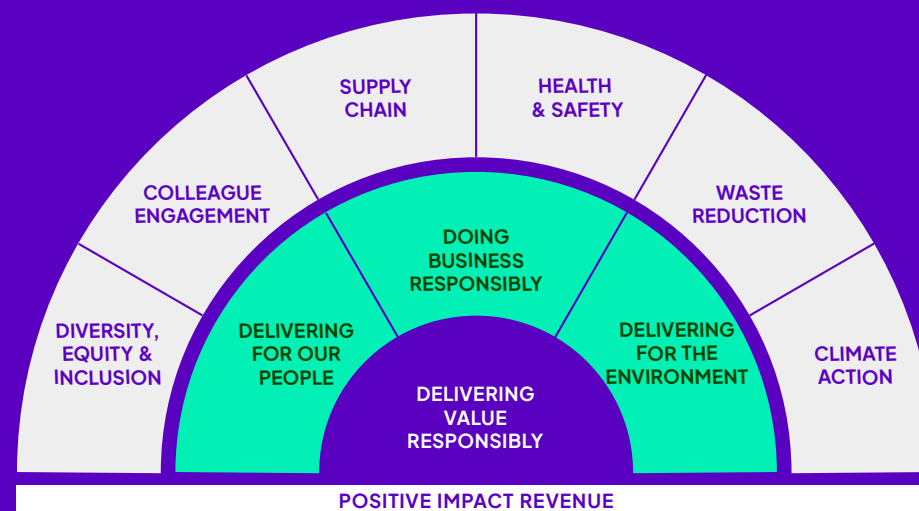 SUPPLY
CHAIN
HEALTH
& SAFETY
COLLEAGUE
ENGAGEMENT
WASTE
REDUCTION
DOING
BUSINESS
RESPONSIBLY
DIVERSITY,
EQUITY &
INCLUSION
DELIVERING
FOR OUR
PEOPLE
DELIVERING
FOR THE
ENVIRONMENT
CLIMATE
ACTION
DELIVERING
VALUE
RESPONSIBLY
POSITIVE IMPACT REVENUE